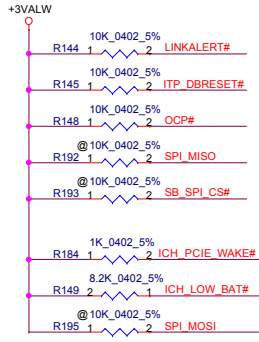 +3VALW
10K_0402_5%
R144 1 2 LINKALERT#
10K_0402_5%
R145 1 2 ITP_DBRESET#
10K_0402_5%
R148 1 2 OCP#
@10K_0402_5%
R192 1 2 SPI_MISO
@10K_0402_5%
R193 1 2 SB_SPI_CS#
1K_0402_5%
R184 1 2 ICH_PCIE_WAKE#
8.2K_0402_5%
R149 2 1 ICH_LOW_BAT#
@10K_0402_5%
R195 1 2 SPI_MOSI